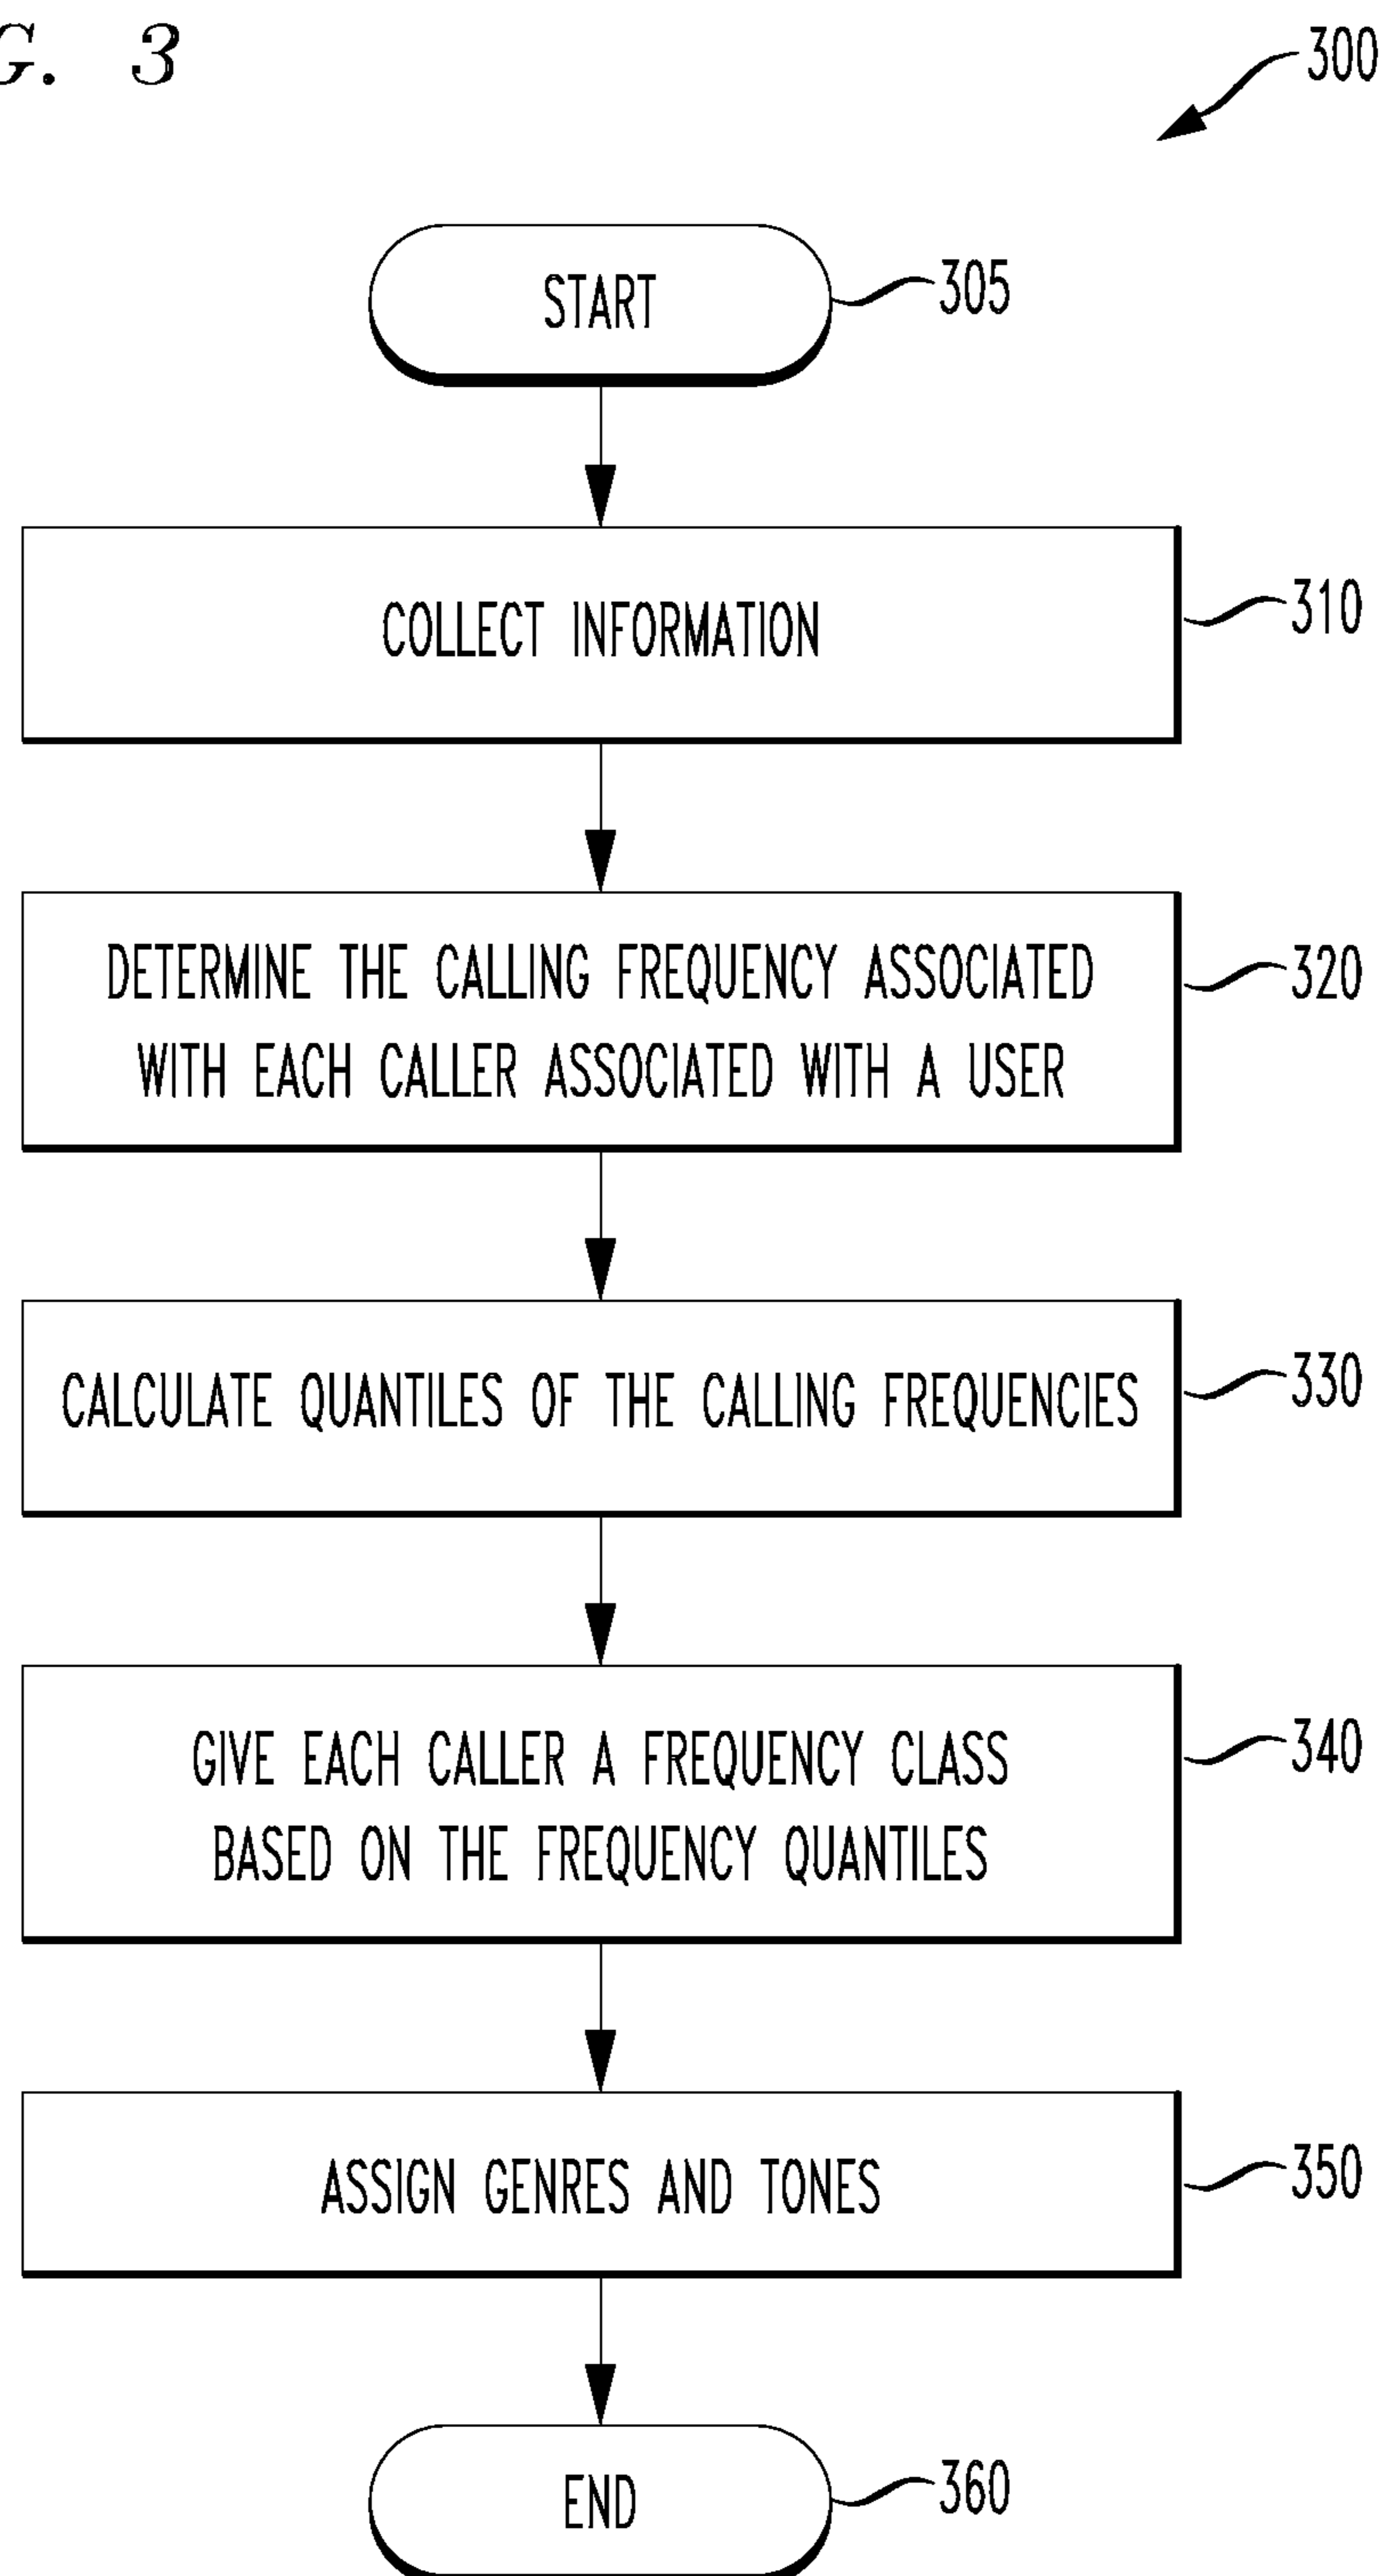 G. 3
300
START
305
COLLECT INFORMATION
310
DETERMINE THE CALLING FREQUENCY ASSOCIATED
WITH EACH CALLER ASSOCIATED WITH A USER
320
CALCULATE QUANTILES OF THE CALLING FREQUENCIES
330
GIVE EACH CALLER A FREQUENCY CLASS
BASED ON THE FREQUENCY QUANTILES
340
ASSIGN GENRES AND TONES
350
END
360